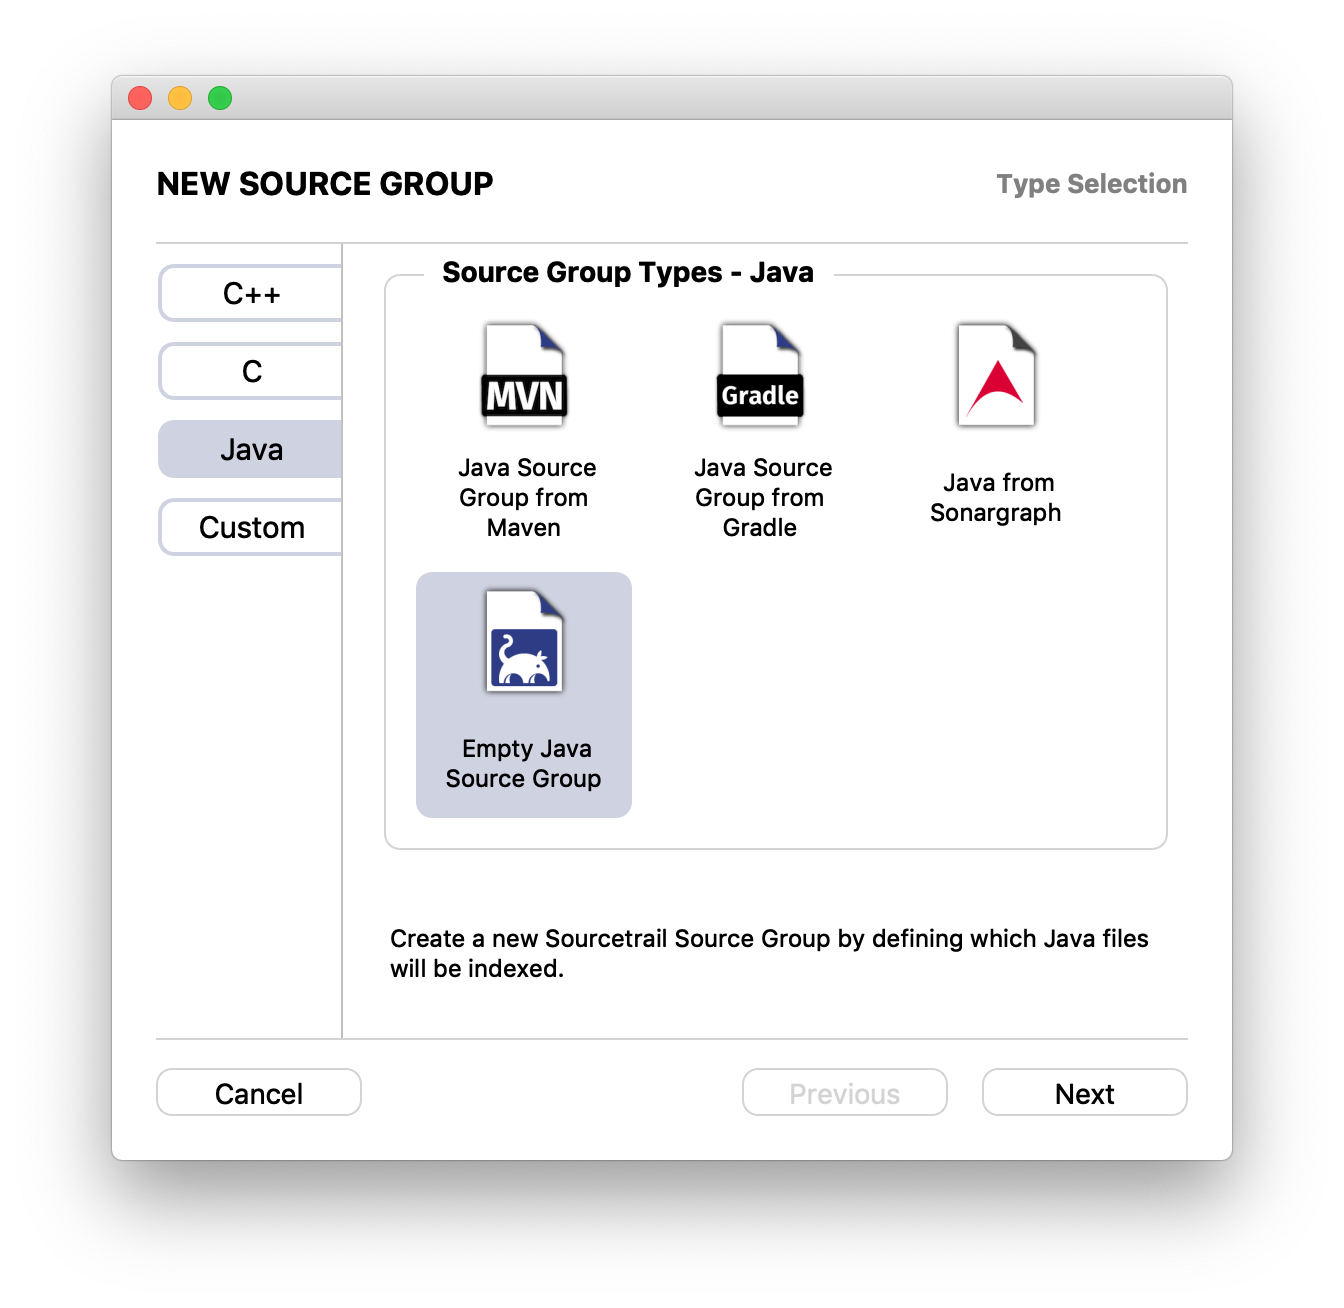 NEW SOURCE GROUP
Type Selection
C++
C
Java
Custom
Source Group Types - Java
MVN
Java Source
Group from
Maven
Gradle
Java Source
Group from
Gradle
Java from
Sonargraph
Empty Java
Source Group
Create a new Sourcetrail Source Group by defining which Java files
will be indexed.
Cancel
Previous
Next